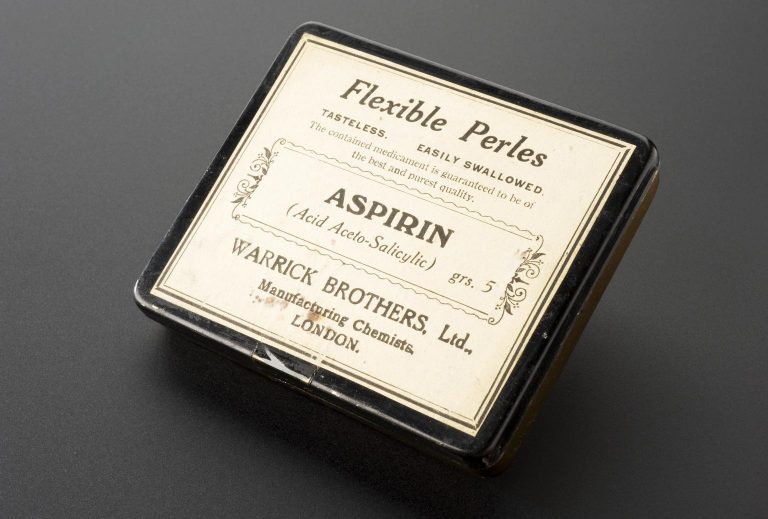 Flexible Perles
TASTELESS. EASILY SWALLOWED.
The contained medicament is guaranteed to be of
the best and purest quality.
ASPIRIN
(Acid Aceto-Salicylic) grs. 5
WARRICK BROTHERS, Ltd.,
Manufacturing Chemists,
LONDON.